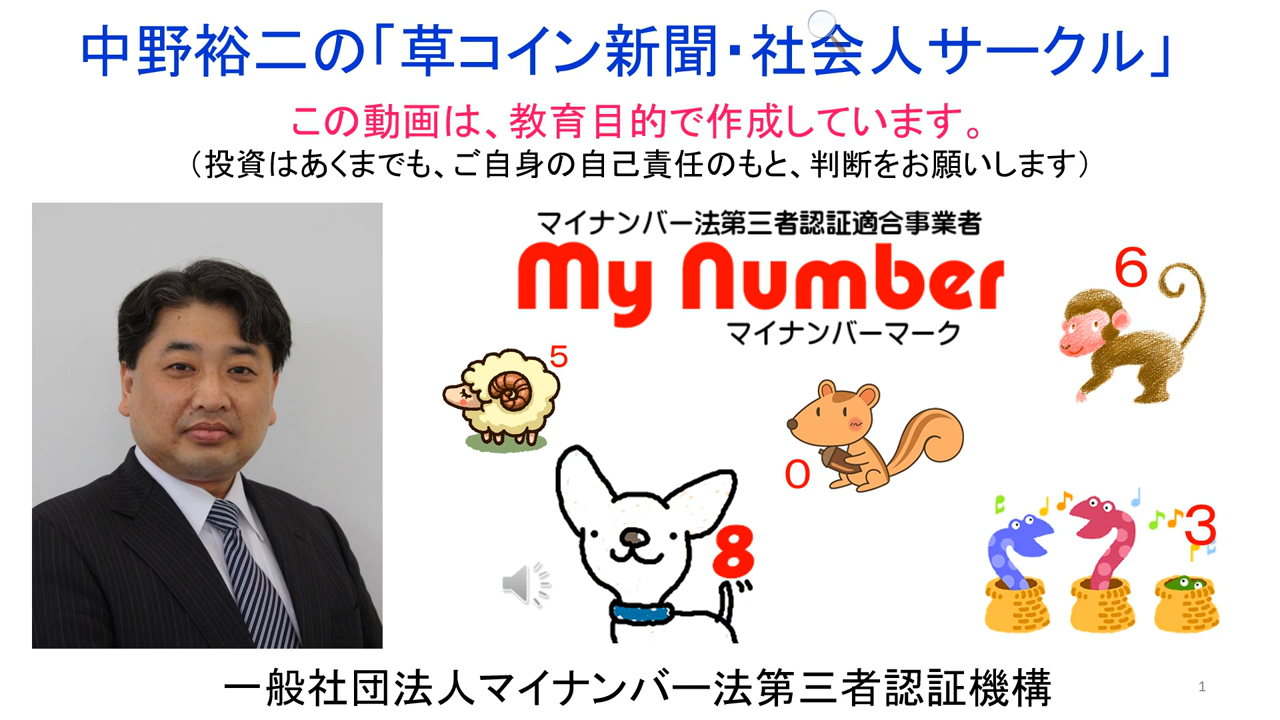 中野裕二の「草コイン新聞・社会人サークル」
この動画は、教育目的で作成しています。
（投資はあくまでも、ご自身の自己責任のもと、判断をお願いします）
マイナンバー法第三者認証適合事業者
My Number
マイナンバーマーク
6
5
0
3
8
一般社団法人マイナンバー法第三者認証機構
1